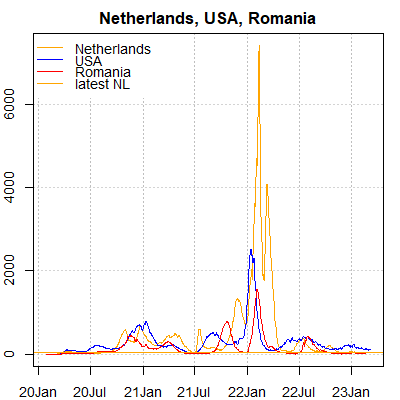 Netherlands, USA, Romania
Netherlands
USA
Romania
latest NL
6000
4000
2000
0
20Jan 20Jul 21Jan 21Jul 22Jan 22Jul 23Jan